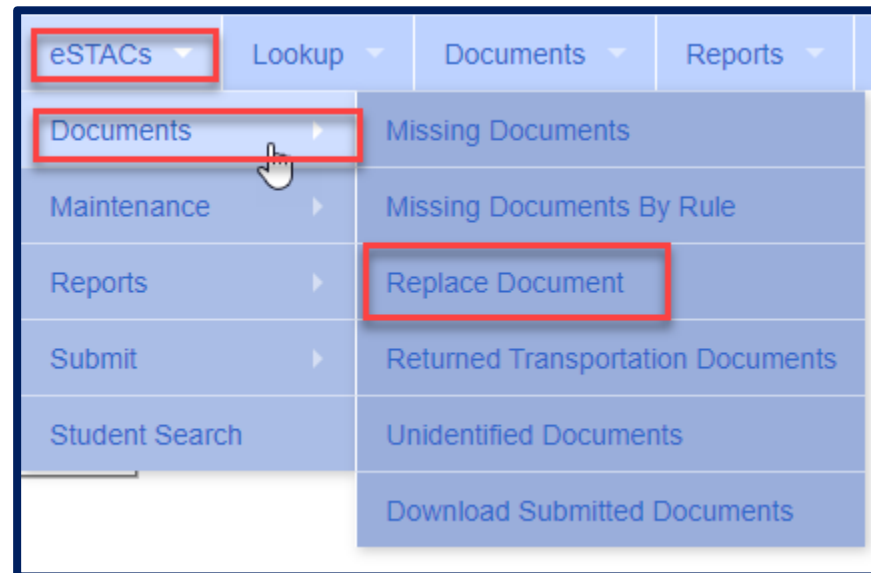 eSTACs Lookup Documents Reports
Documents
Maintenance
Reports
Submit
Student Search
Missing Documents
Missing Documents By Rule
Replace Document
Returned Transportation Documents
Unidentified Documents
Download Submitted Documents